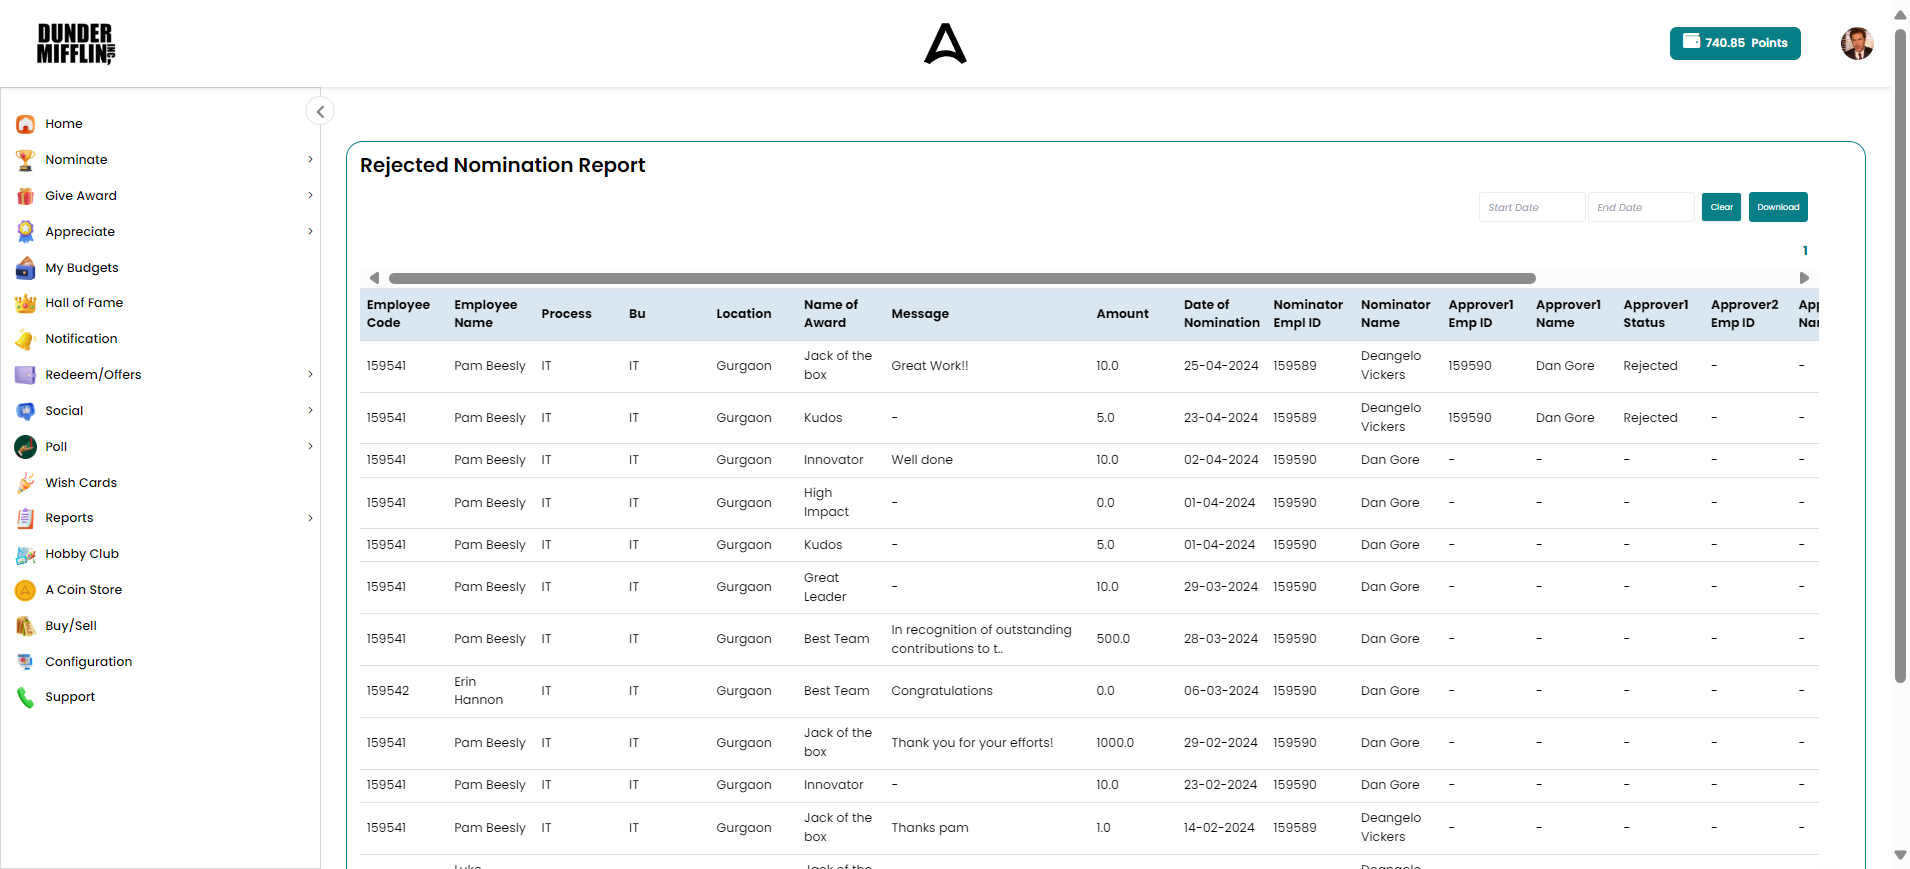 DUNDER
MIFFLIN, INC
740.85 Points
Home
Nominate
Give Award
Appreciate
My Budgets
Hall of Fame
Notification
Redeem/Offers
Social
Poll
Wish Cards
Reports
Hobby Club
A Coin Store
Buy/Sell
Configuration
Support
Rejected Nomination Report
Start Date End Date Clear Download
1
Employee Code Employee Name Process Bu Location Name of Award Message Amount Date of Nomination Nominator Empl ID Nominator Name Approver1 Emp ID Approver1 Name Approver1 Status Approver2 Emp ID
159541 Pam Beesly IT IT Gurgaon Jack of the box Great Work!! 10.0 25-04-2024 159589 Deangelo Vickers 159590 Dan Gore Rejected - -
159541 Pam Beesly IT IT Gurgaon Kudos - 5.0 23-04-2024 159589 Deangelo Vickers 159590 Dan Gore Rejected - -
159541 Pam Beesly IT IT Gurgaon Innovator Well done 10.0 02-04-2024 159590 Dan Gore - - - - -
159541 Pam Beesly IT IT Gurgaon High Impact - 0.0 01-04-2024 159590 Dan Gore - - - - -
159541 Pam Beesly IT IT Gurgaon Kudos - 5.0 01-04-2024 159590 Dan Gore - - - - -
159541 Pam Beesly IT IT Gurgaon Great Leader - 10.0 29-03-2024 159590 Dan Gore - - - - -
159541 Pam Beesly IT IT Gurgaon Best Team In recognition of outstanding contributions to t.. 500.0 28-03-2024 159590 Dan Gore - - - - -
159542 Erin Hannon IT IT Gurgaon Best Team Congratulations 0.0 06-03-2024 159590 Dan Gore - - - - -
159541 Pam Beesly IT IT Gurgaon Jack of the box Thank you for your efforts! 1000.0 29-02-2024 159590 Dan Gore - - - - -
159541 Pam Beesly IT IT Gurgaon Innovator - 10.0 23-02-2024 159590 Dan Gore - - - - -
159541 Pam Beesly IT IT Gurgaon Jack of the box Thanks pam 1.0 14-02-2024 159589 Deangelo Vickers - - - - -